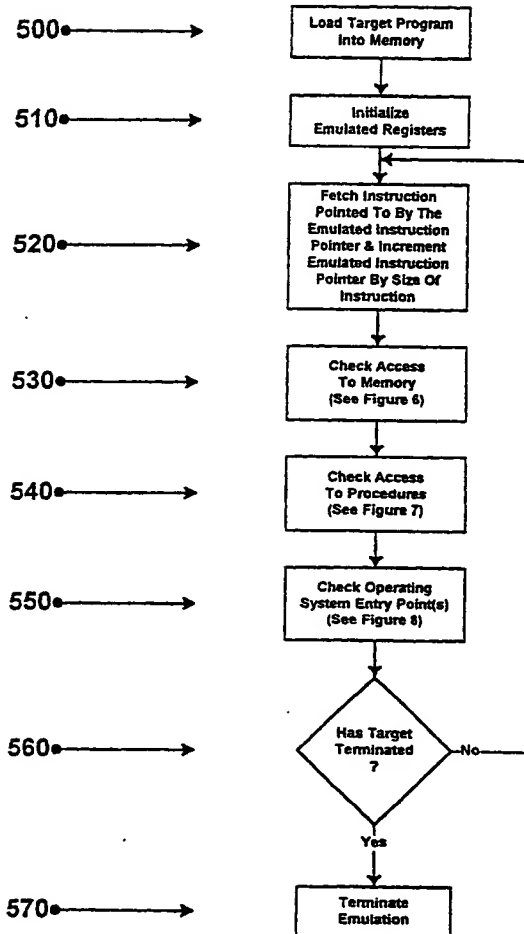 500
Load Target Program
Into Memory
510
Initialize
Emulated Registers
520
Fetch Instruction
Pointed To By The
Emulated Instruction
Pointer & Increment
Emulated Instruction
Pointer By Size Of
Instruction
530
Check Access
To Memory
(See Figure 6)
540
Check Access
To Procedures
(See Figure 7)
550
Check Operating
System Entry Point(s)
(See Figure 8)
560
Has Target
Terminated
?
No
Yes
570
Terminate
Emulation